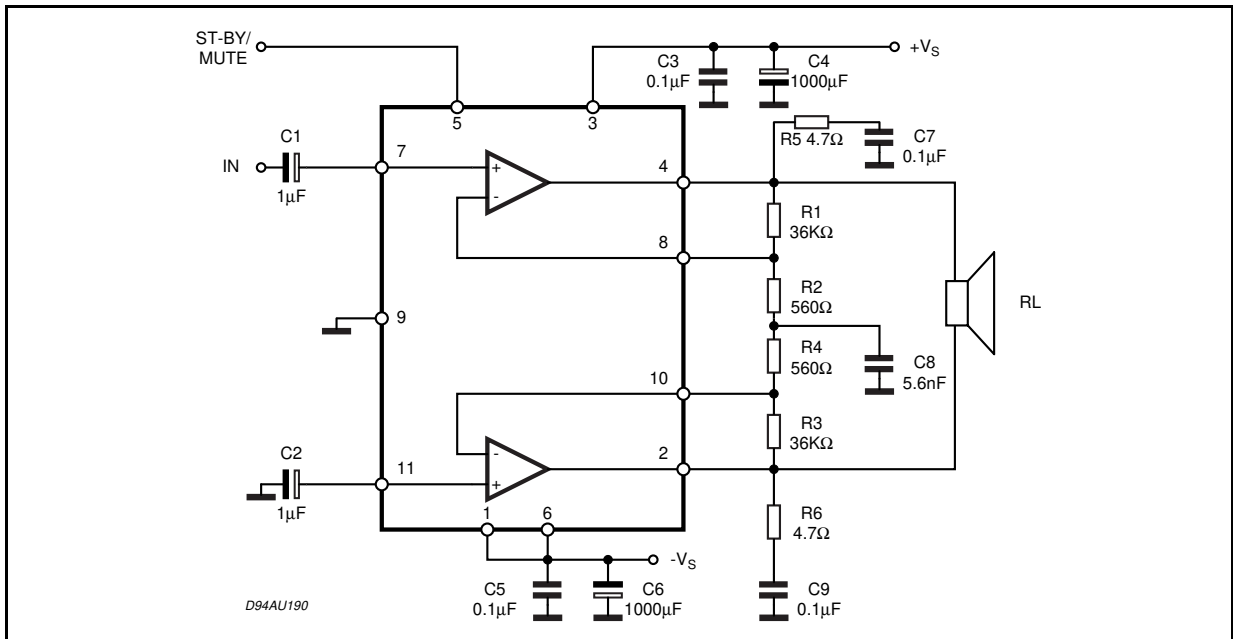 ST-BY/
MUTE
C3
0.1µF
C4
1000µF
+VS
5
3
C1
IN
1µF
7
+
-
4
R5 4.7Ω
C7
0.1µF
8
R1
36KΩ
R2
560Ω
RL
9
R4
560Ω
C8
5.6nF
10
R3
36KΩ
C2
1µF
11
-
+
2
1
6
R6
4.7Ω
-VS
C5
0.1µF
C6
1000µF
C9
0.1µF
D94AU190